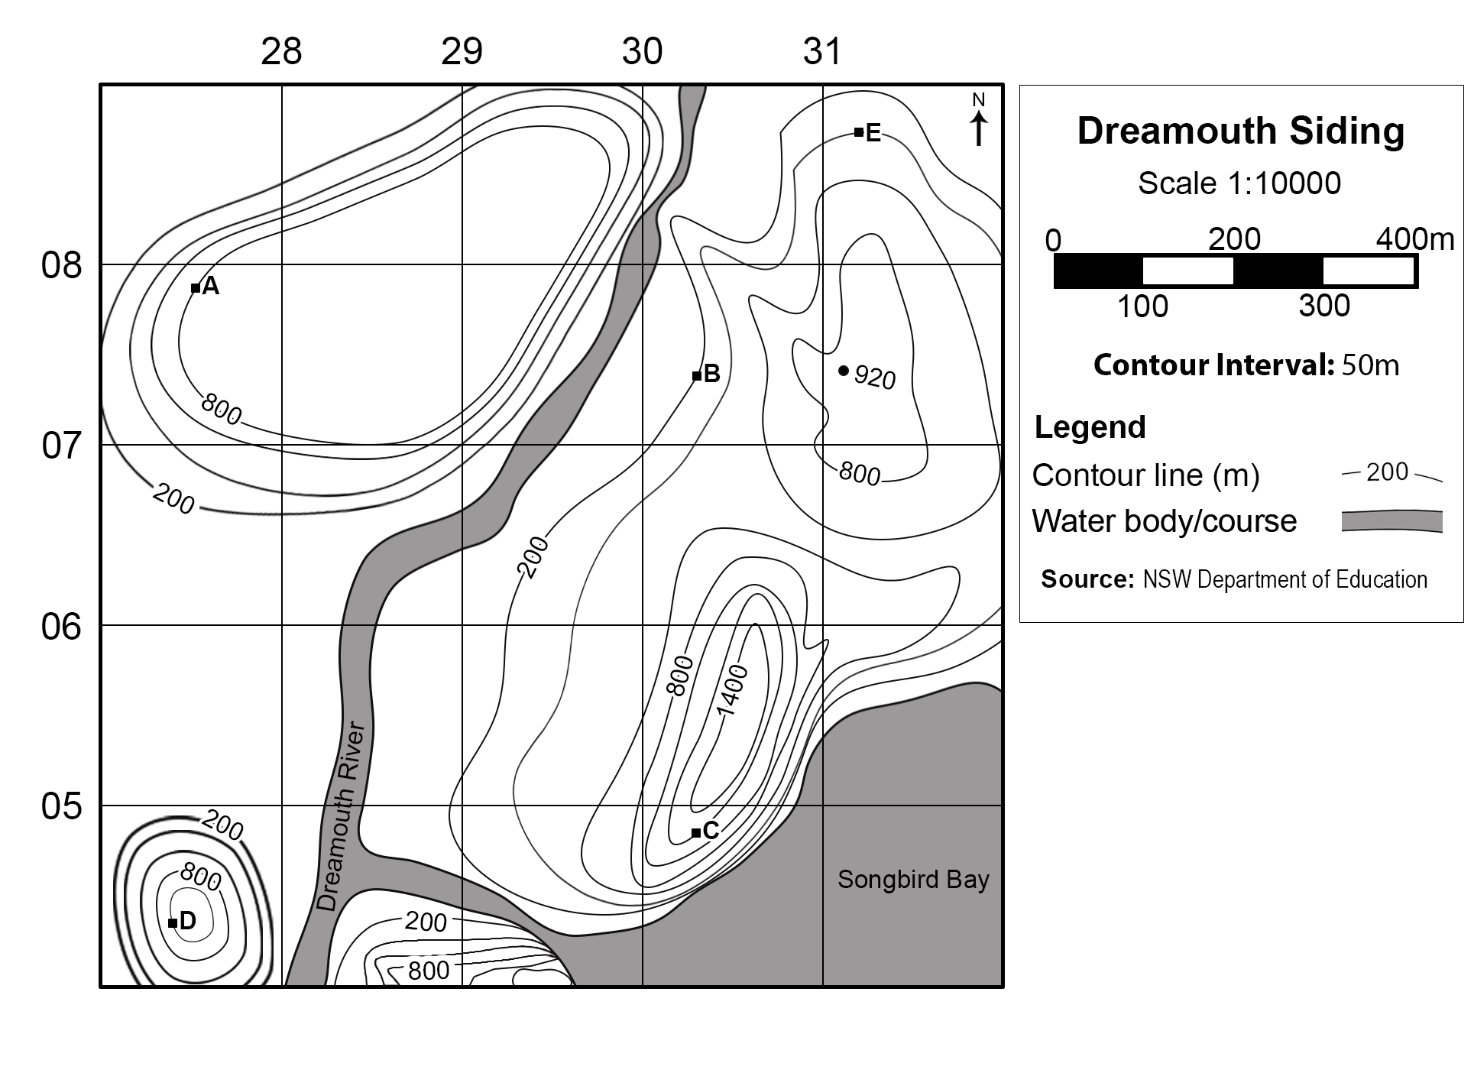 28 29 30 31
N
E
Dreamouth Siding
Scale 1:10000
0 200 400m
100 300
08
A
B
920
Contour Interval: 50m
800
Legend
07
800
Contour line (m) 200
200
Water body/course
200
Source: NSW Department of Education
06
800
1400
05
Dreamouth River
200
C
800
Songbird Bay
D
200
800